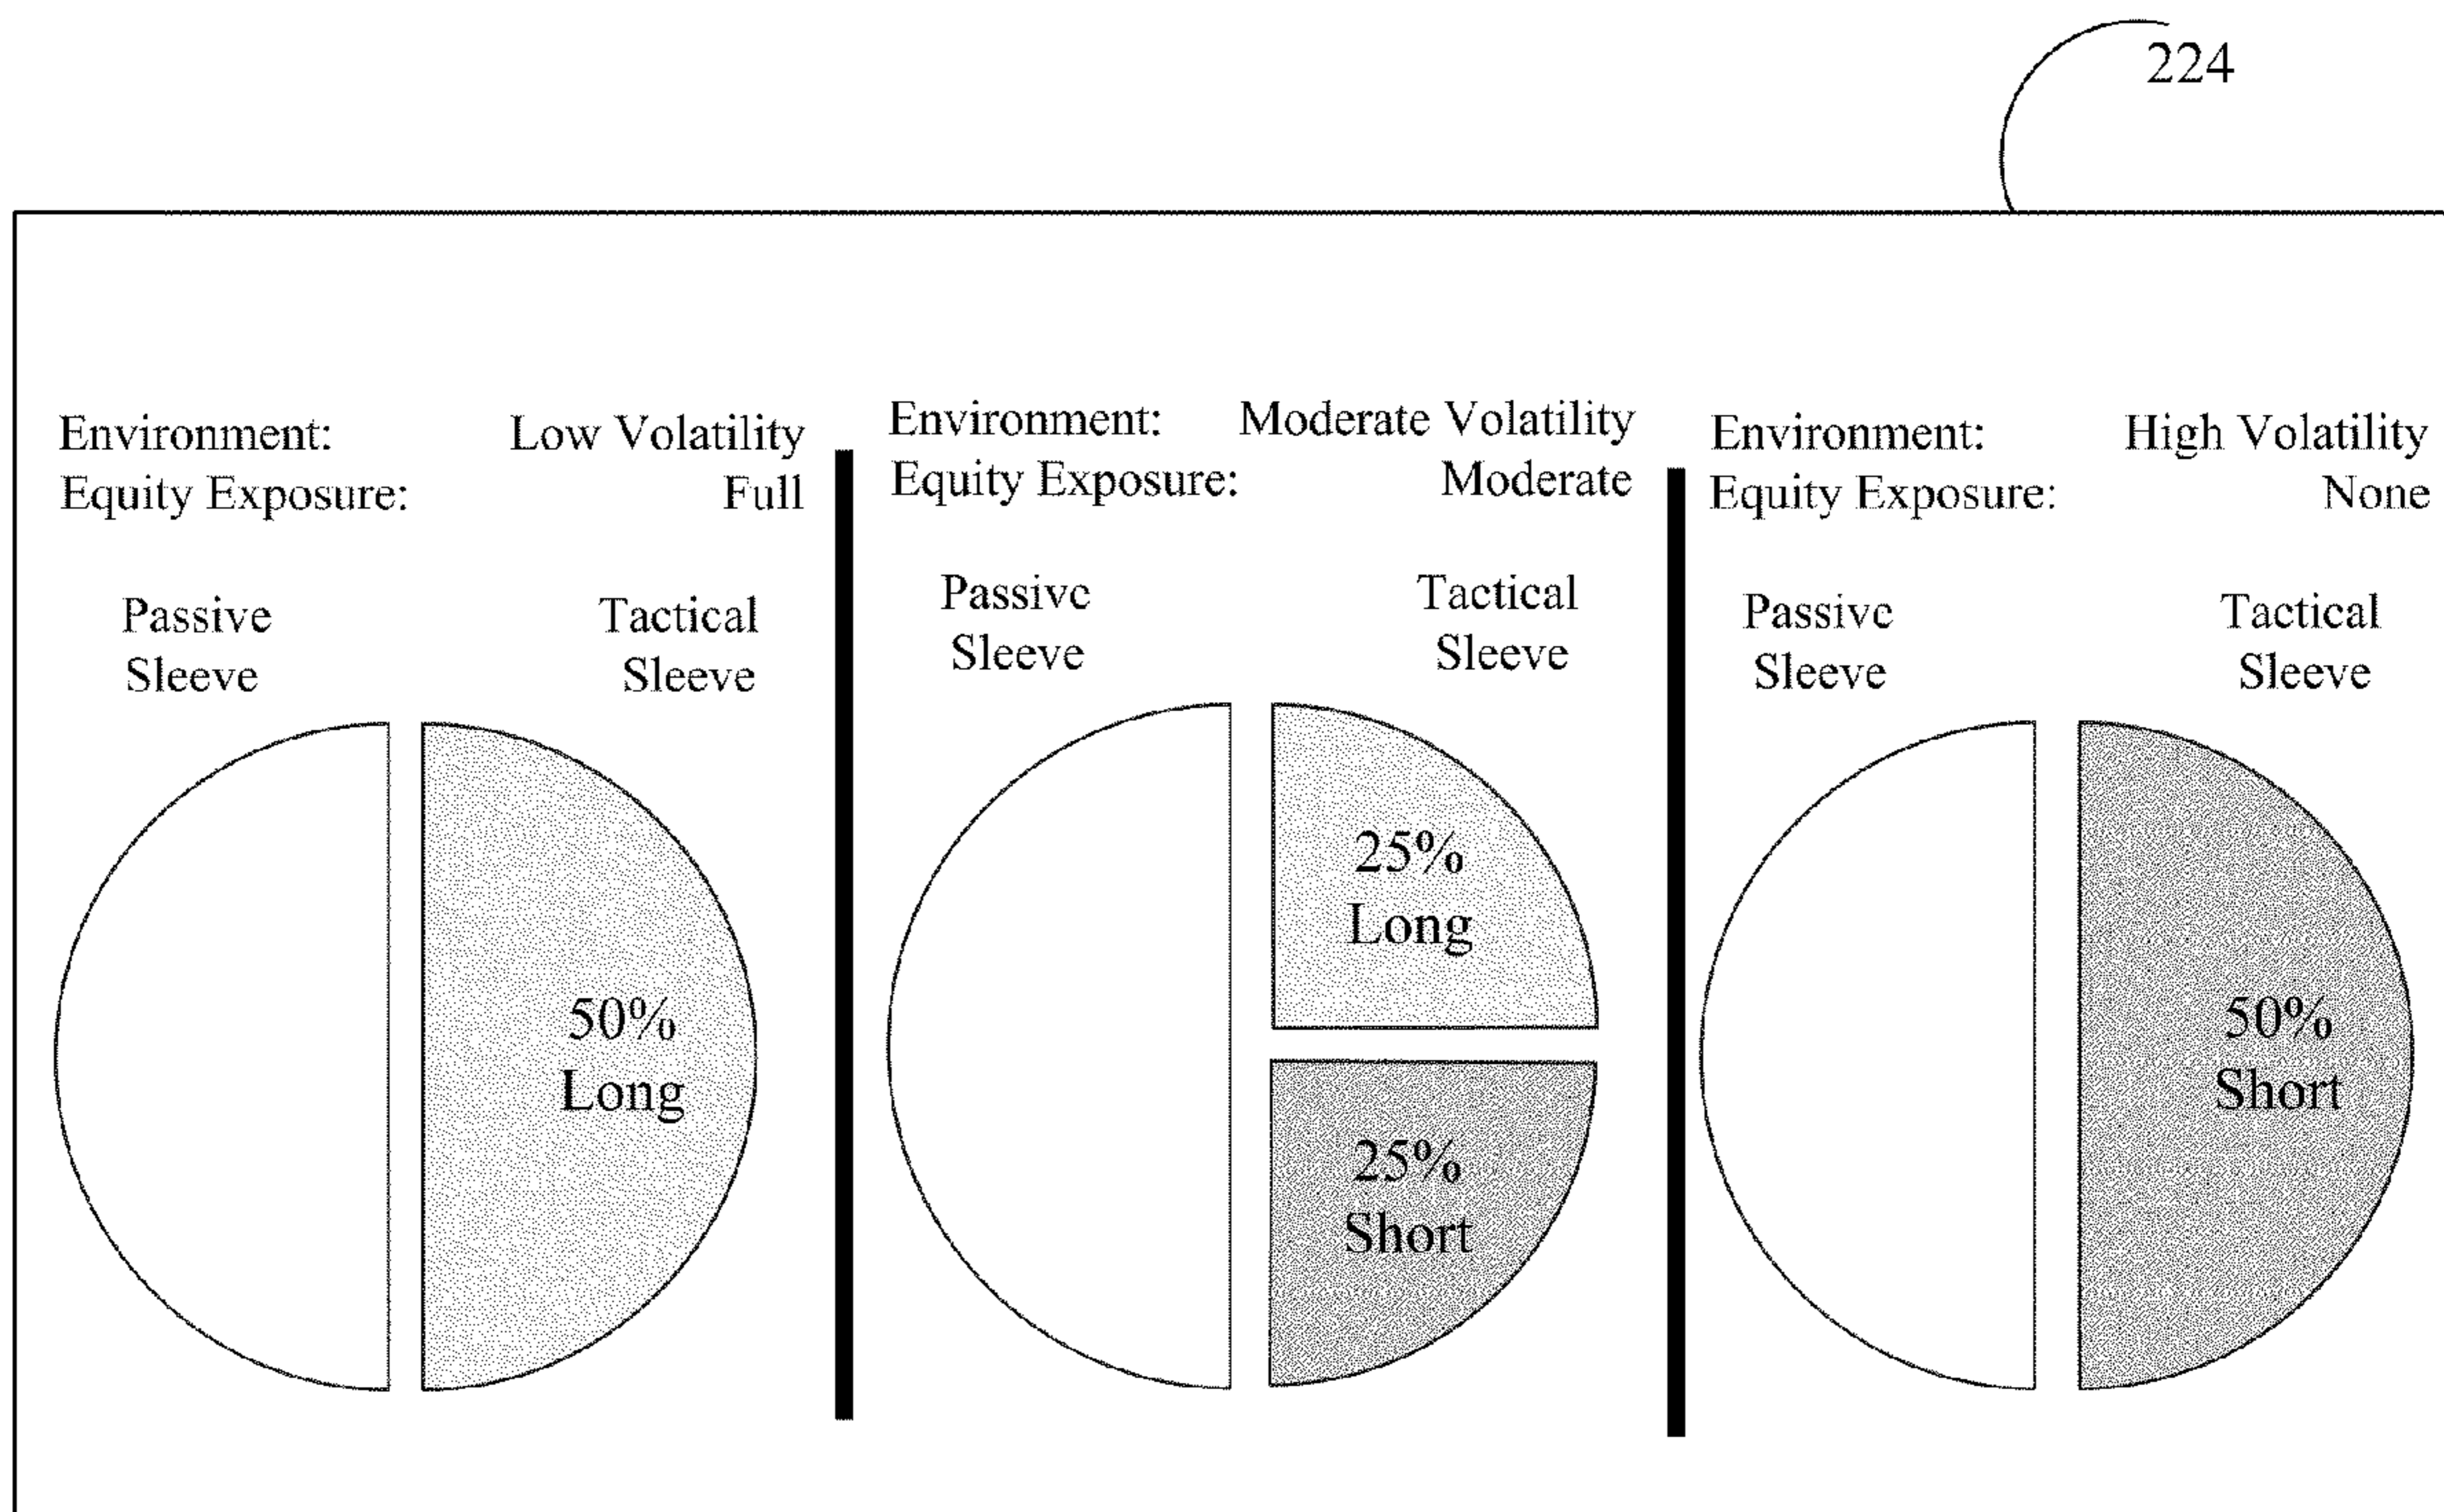 224
Environment: Low Volatility
Equity Exposure: Full
Passive Tactical
Sleeve Sleeve
50%
Long
Environment: Moderate Volatility
Equity Exposure: Moderate
Passive Tactical
Sleeve Sleeve
25%
Long
25%
Short
Environment: High Volatility
Equity Exposure: None
Passive Tactical
Sleeve Sleeve
50%
Short